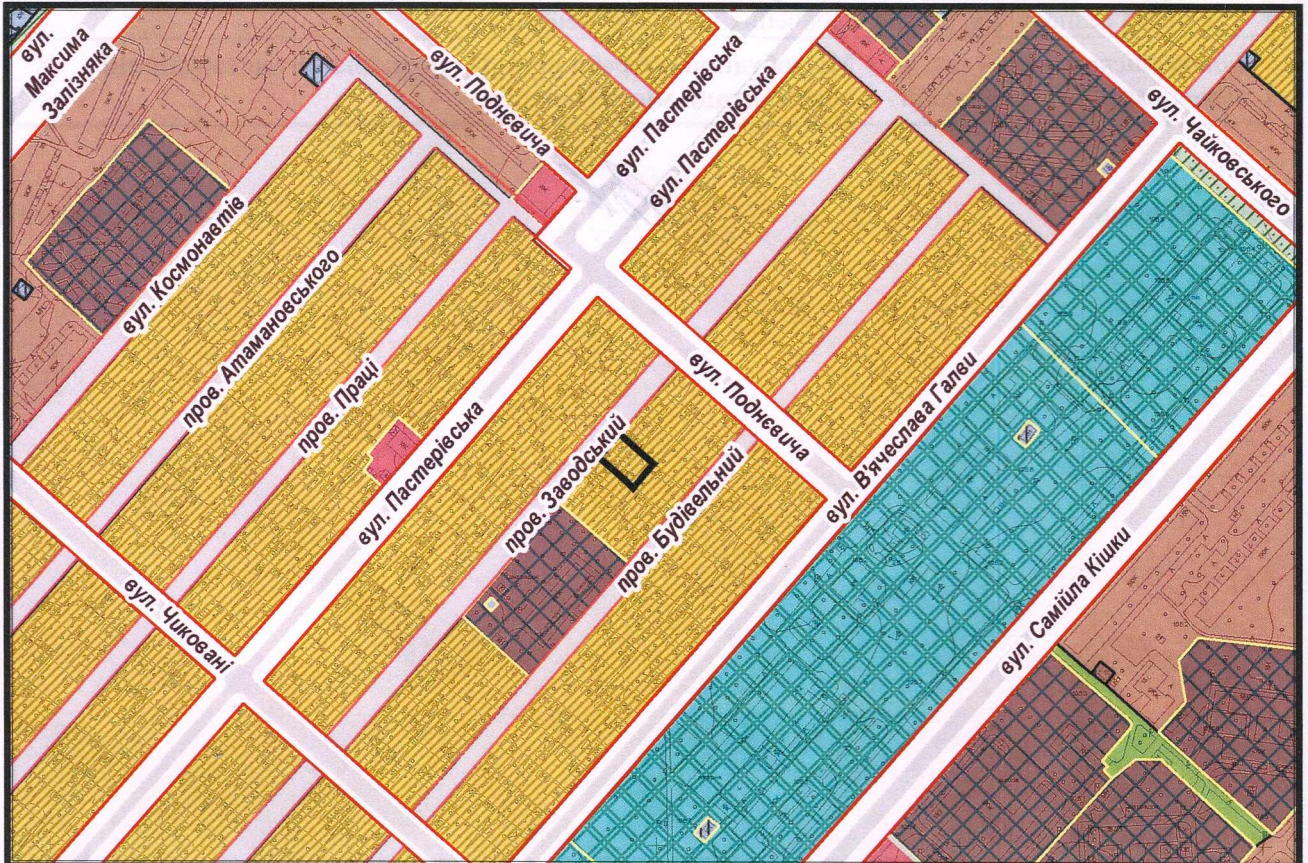 вул.
Максима
Залізняка
вул. Поднєвича
вул. Пастерівська
вул. Пастерівська
вул. Чайковського
вул. Космонавтів
пров. Атамановського
пров. Праці
вул. Пастерівська
пров. Заводський
вул. Поднєвича
пров. Будівельний
вул. В'ячеслава Галви
вул. Чиковані
вул. Самійла Кішки